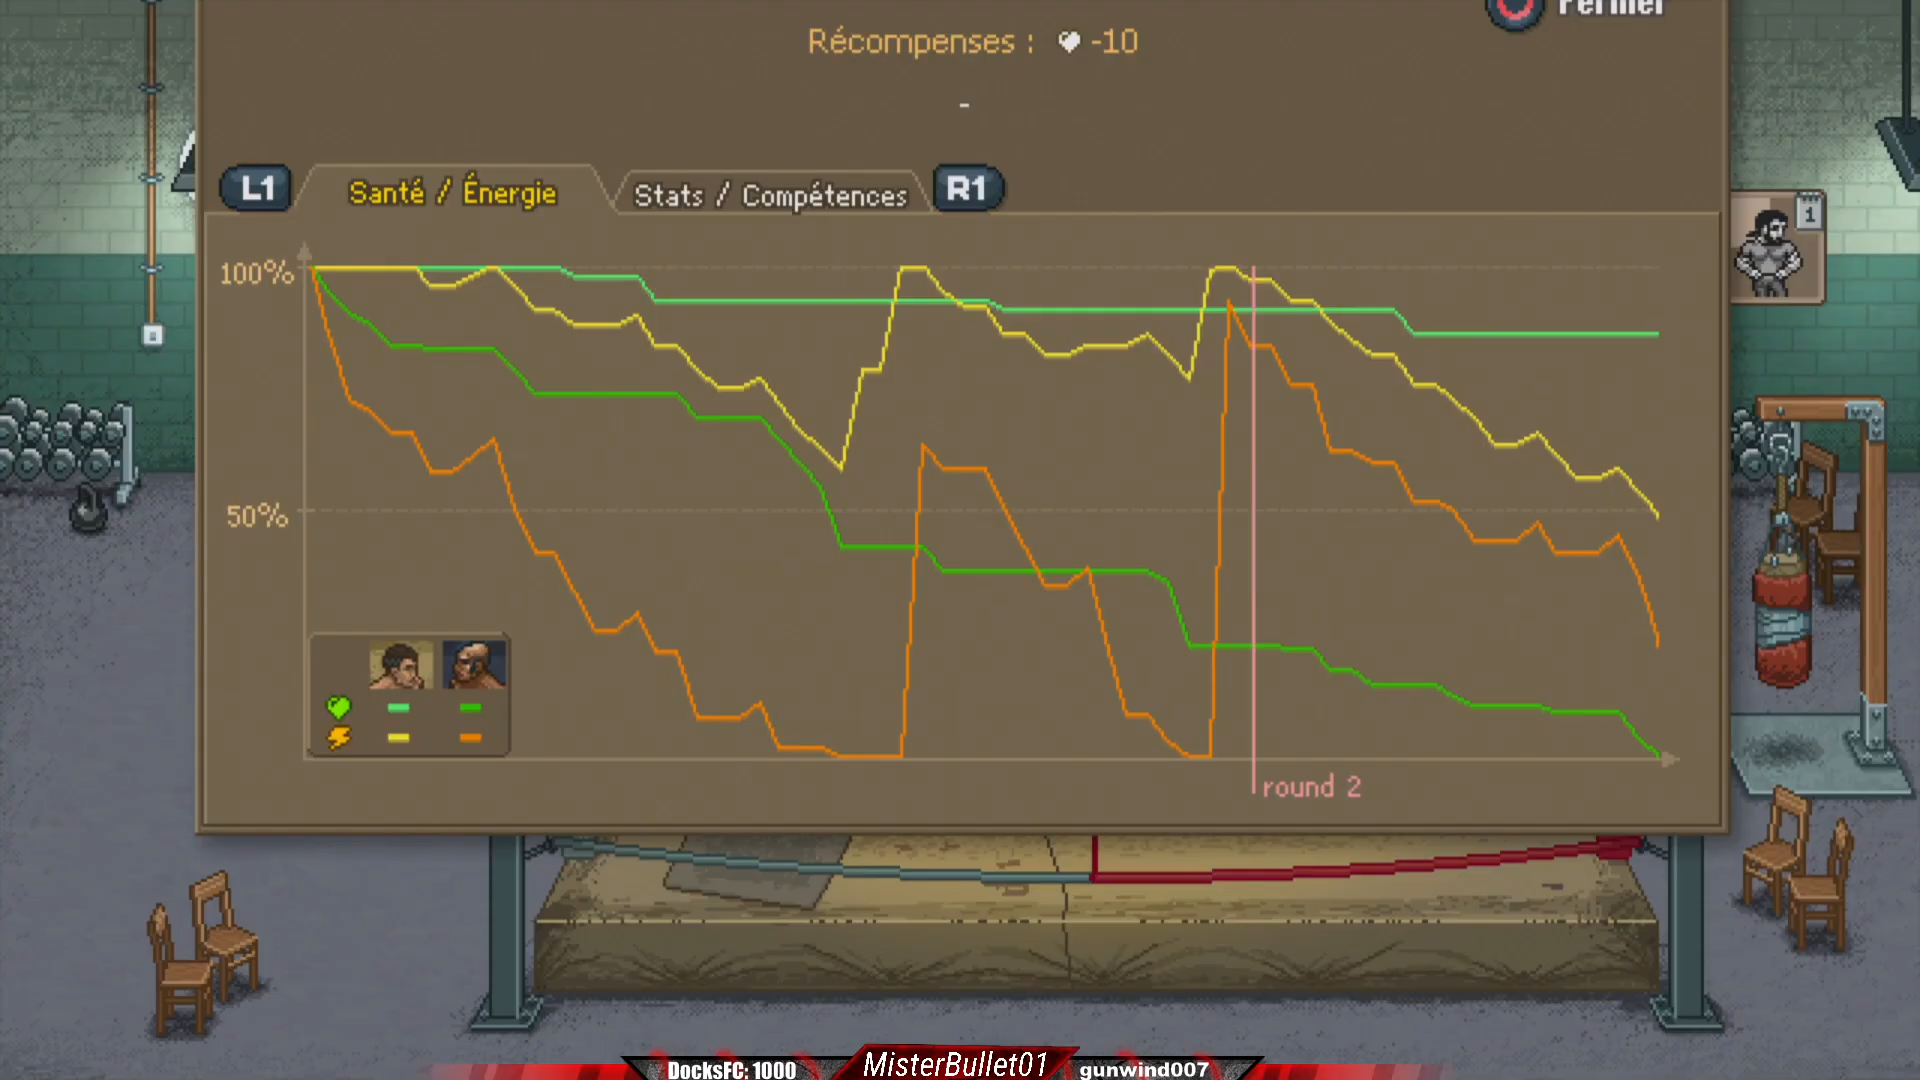 Fermer
Récompenses : -10
-
L1 Santé / Énergie Stats / Compétences R1
1
100%
50%
round 2
DocksFC: 1000 MisterBullet01 gunwind007